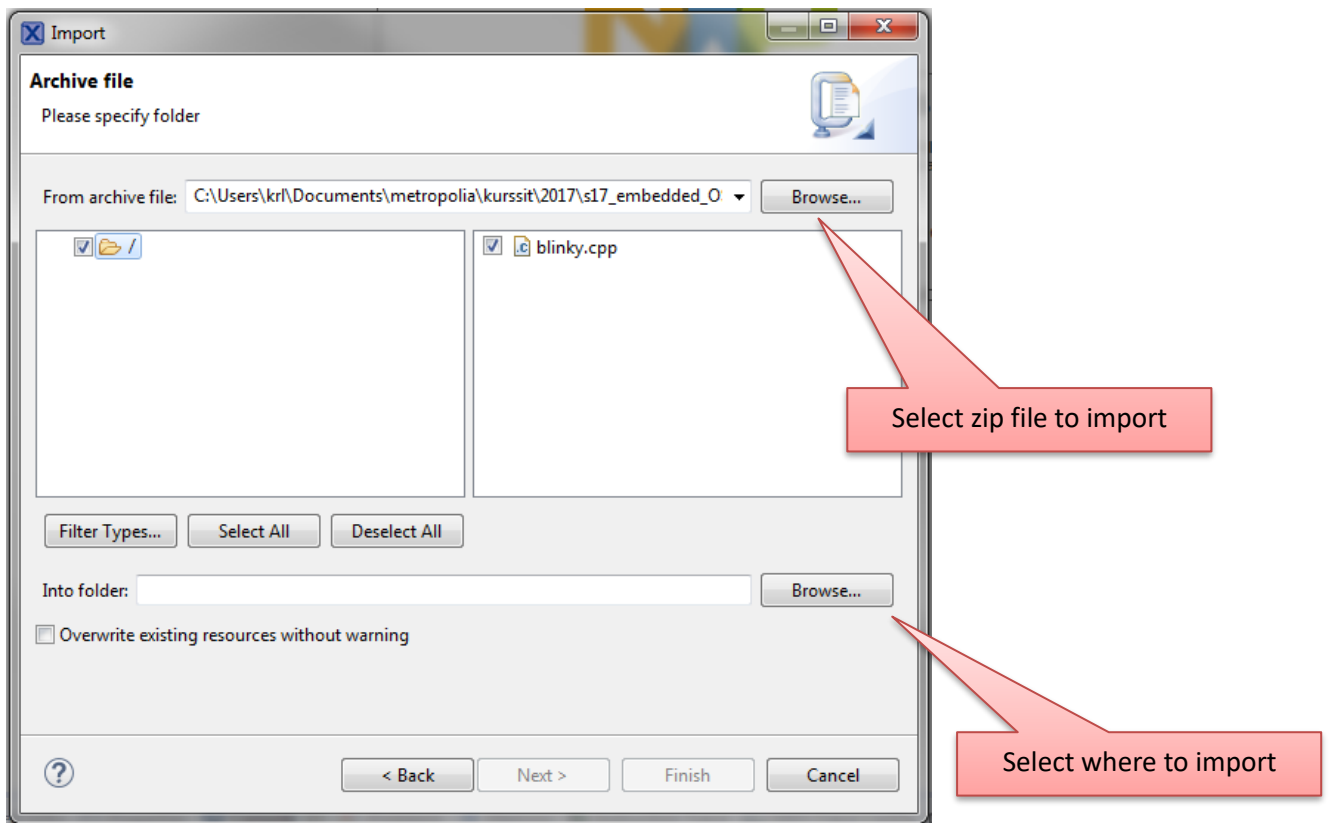 Import
Archive file
Please specify folder
From archive file: C:\Users\krl\Documents\metropolia\kurssit\2017\s17_embedded_O Browse...
/ blinky.cpp
Select zip file to import
Filter Types... Select All Deselect All
Into folder: Browse...
Overwrite existing resources without warning
Select where to import
? < Back Next > Finish Cancel